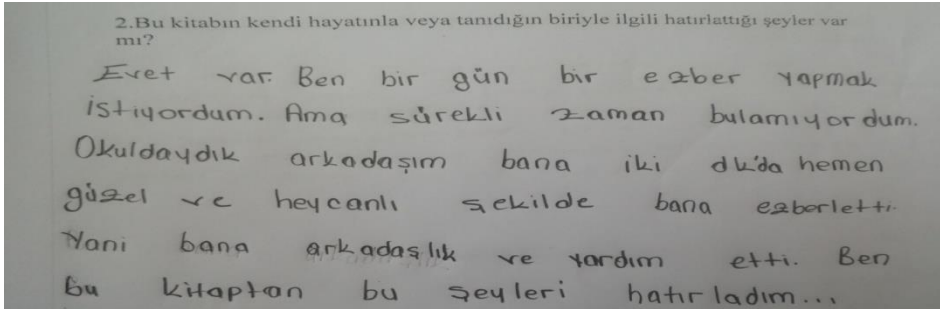 2.Bu kitabın kendi hayatınla veya tanıdığın biriyle ilgili hatırlattığı şeyler var
mı?
Evet var. Ben bir gün bir ezber yapmak
istiyordum. Ama sürekli zaman bulamıyordum.
Okuldaydık arkadaşım bana iki dk'da hemen
güzel ve heycanlı şekilde bana ezberletti.
Yani bana arkadaşlık ve yardım etti. Ben
bu kitaptan bu şeyleri hatırladım...